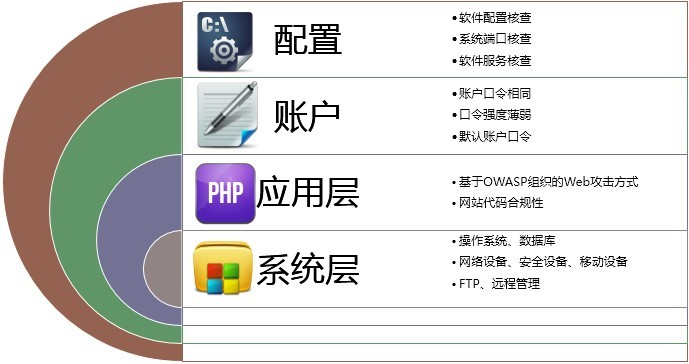 C:\
配置
•软件配置核查
•系统端口核查
•软件服务核查
账户
•账户口令相同
•口令强度薄弱
•默认账户口令
PHP
应用层
•基于OWASP组织的Web攻击方式
•网站代码合规性
系统层
•操作系统、数据库
•网络设备、安全设备、移动设备
•FTP、远程管理